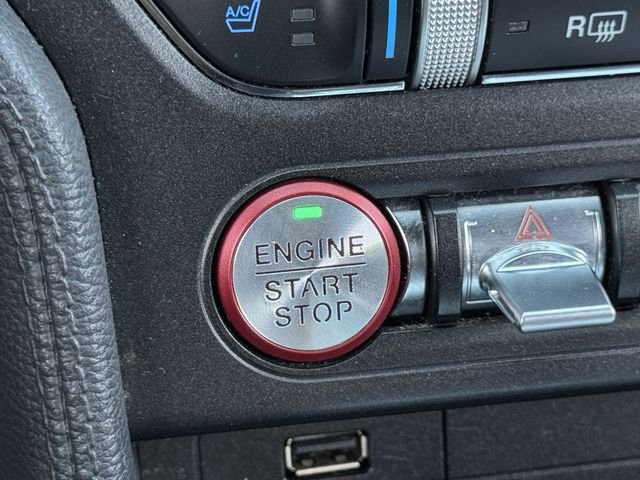 A/C
R
ENGINE
START
STOP